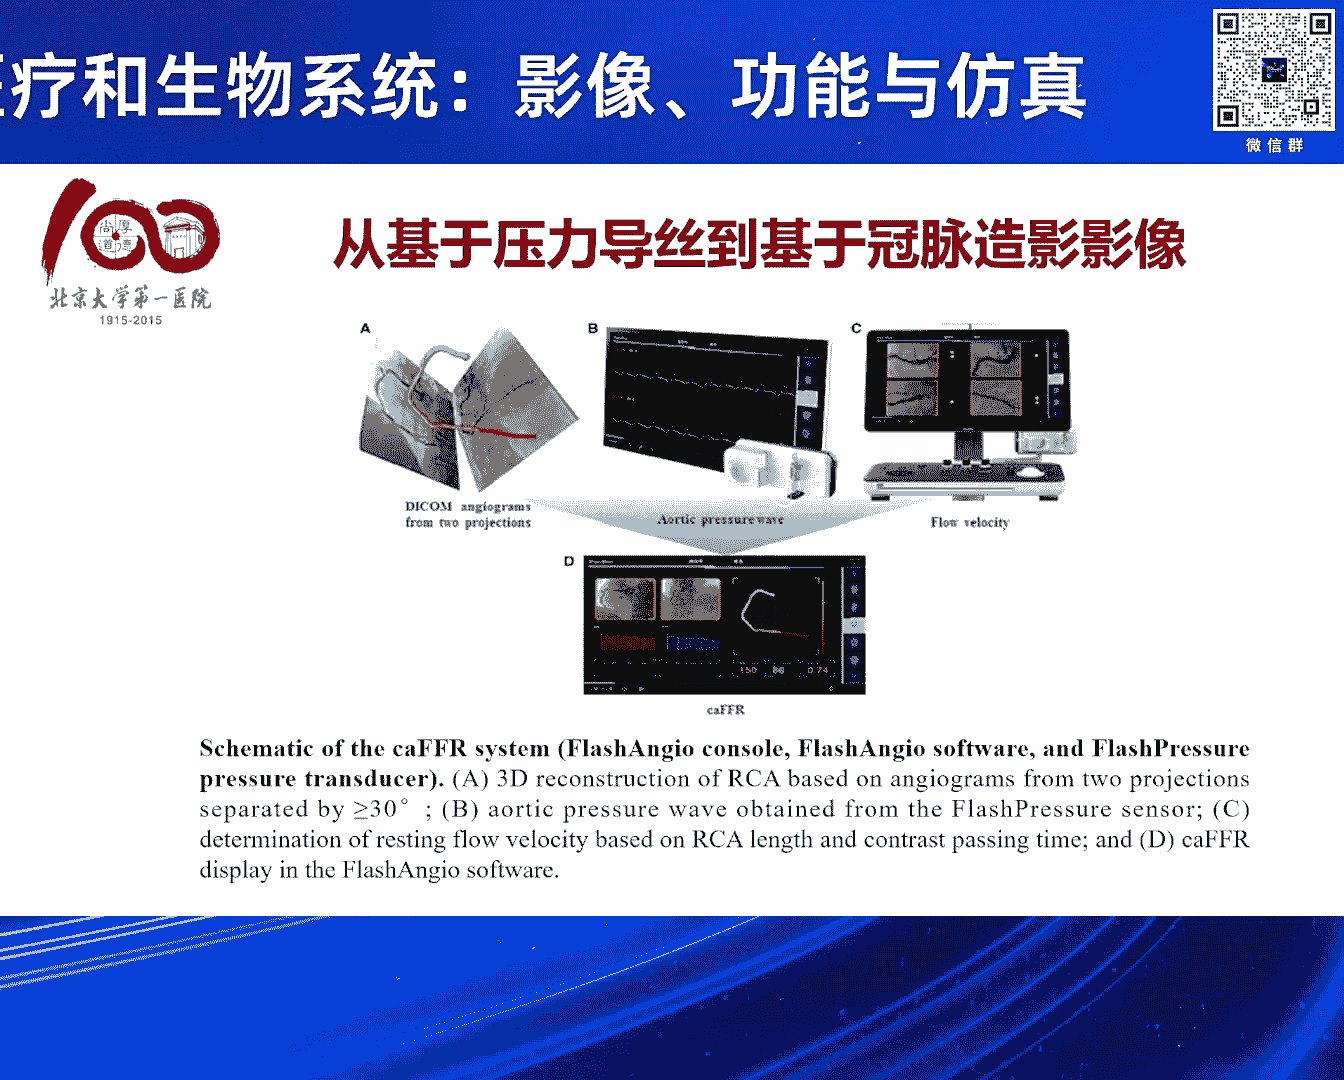 疗和生物系统：影像、功能与仿真
微信群
从基于压力导丝到基于冠脉造影影像
尚厚
道德
北京大学第一医院
1915-2015
A
B
C
DICOM angiograms
from two projections
Aortic pressure wave
Flow velocity
D
150 66 0.74
caFFR
Schematic of the caFFR system (FlashAngio console, FlashAngio software, and FlashPressure
pressure transducer). (A) 3D reconstruction of RCA based on angiograms from two projections
separated by ≥30° ; (B) aortic pressure wave obtained from the FlashPressure sensor; (C)
determination of resting flow velocity based on RCA length and contrast passing time; and (D) caFFR
display in the FlashAngio software.